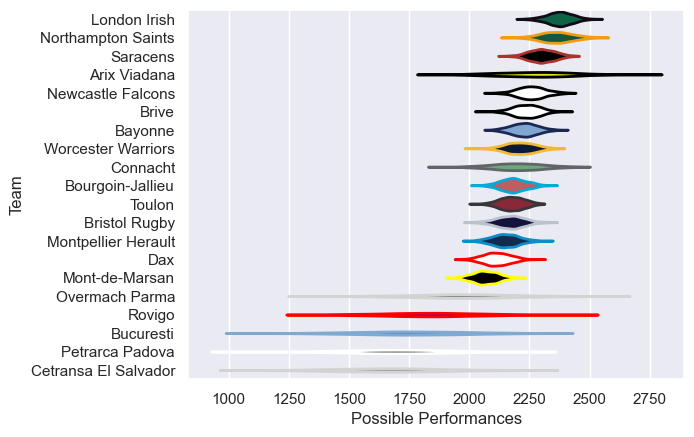 London Irish
Northampton Saints
Saracens
Arix Viadana
Newcastle Falcons
Brive
Bayonne
Worcester Warriors
Connacht
Bourgoin-Jallieu
Toulon
Bristol Rugby
Montpellier Herault
Dax
Mont-de-Marsan
Overmach Parma
Rovigo
Bucuresti
Petrarca Padova
Cetransa El Salvador
Team
1000 1250 1500 1750 2000 2250 2500 2750
Possible Performances